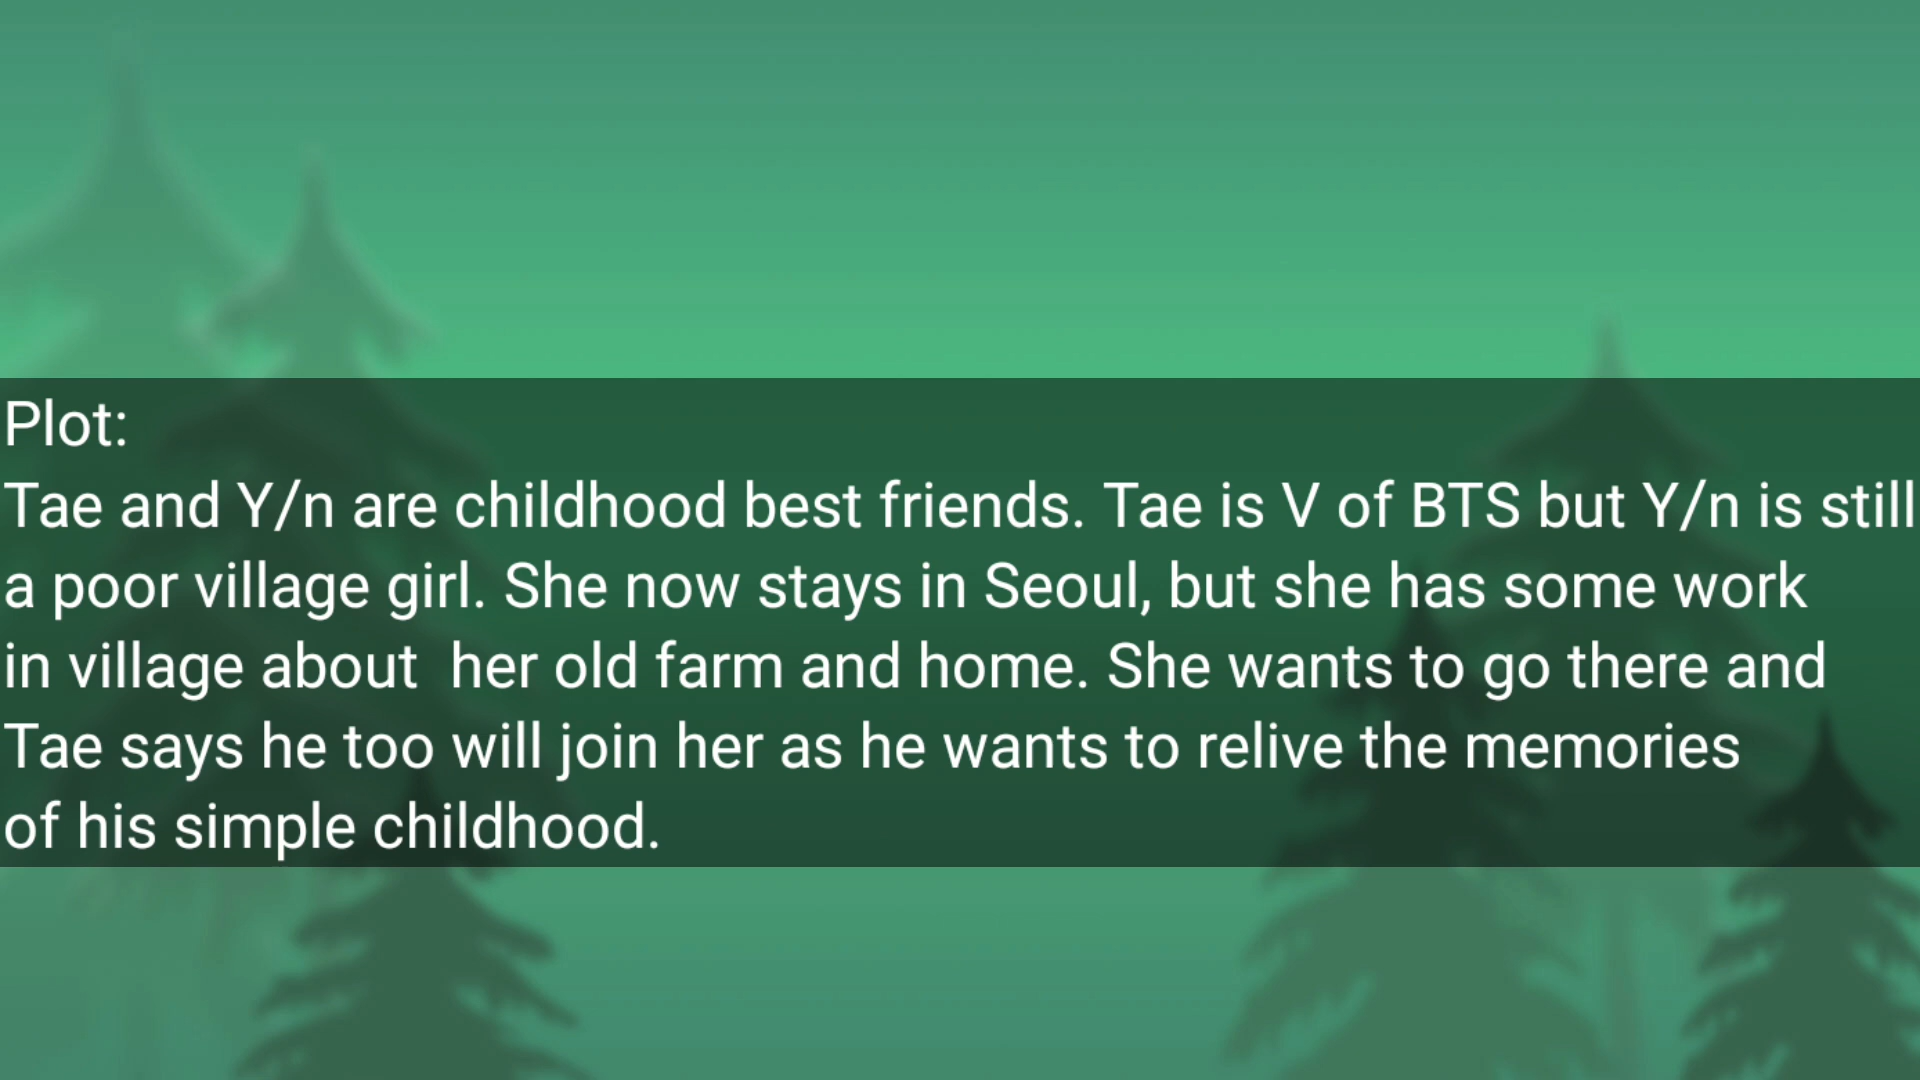 Plot:
Tae and Y/n are childhood best friends. Tae is V of BTS but Y/n is still
a poor village girl. She now stays in Seoul, but she has some work
in village about  her old farm and home. She wants to go there and
Tae says he too will join her as he wants to relive the memories
of his simple childhood.